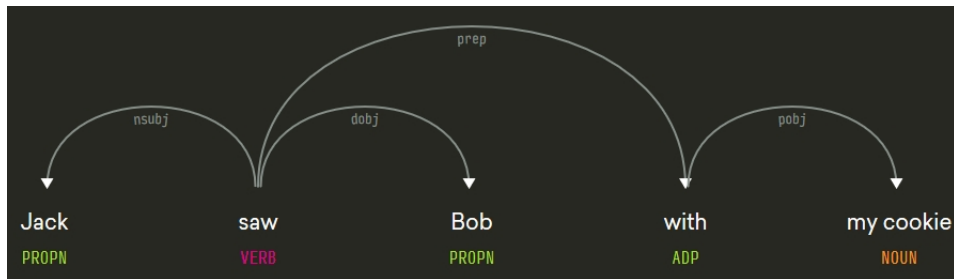 prep
nsubj dobj pobj
Jack saw Bob with my cookie
PROPN VERB PROPN ADP NOUN